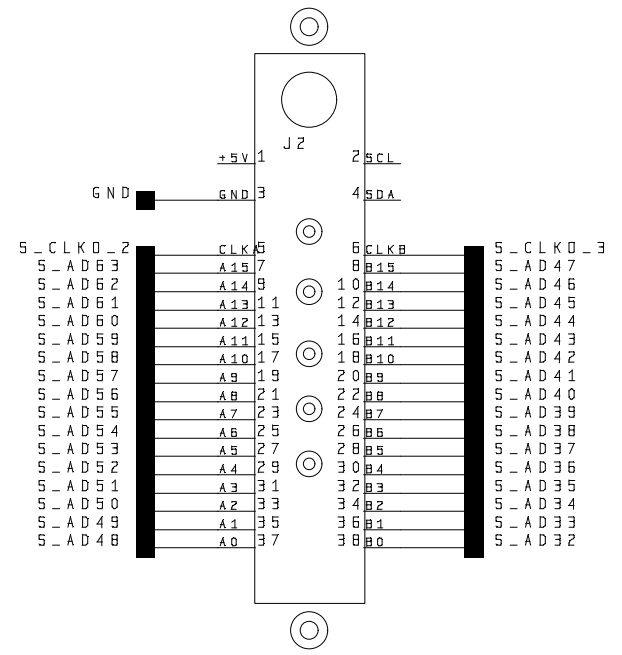 J2
+5V 1 2 SCL
GND GND 3 4 SDA
S_CLK0_2 CLKA 5 6 CLKB S_CLK0_3
S_AD63 A15 7 8 B15 S_AD47
S_AD62 A14 9 10 B14 S_AD46
S_AD61 A13 11 12 B13 S_AD45
S_AD60 A12 13 14 B12 S_AD44
S_AD59 A11 15 16 B11 S_AD43
S_AD58 A10 17 18 B10 S_AD42
S_AD57 A9 19 20 B9 S_AD41
S_AD56 A8 21 22 B8 S_AD40
S_AD55 A7 23 24 B7 S_AD39
S_AD54 A6 25 26 B6 S_AD38
S_AD53 A5 27 28 B5 S_AD37
S_AD52 A4 29 30 B4 S_AD36
S_AD51 A3 31 32 B3 S_AD35
S_AD50 A2 33 34 B2 S_AD34
S_AD49 A1 35 36 B1 S_AD33
S_AD48 A0 37 38 B0 S_AD32